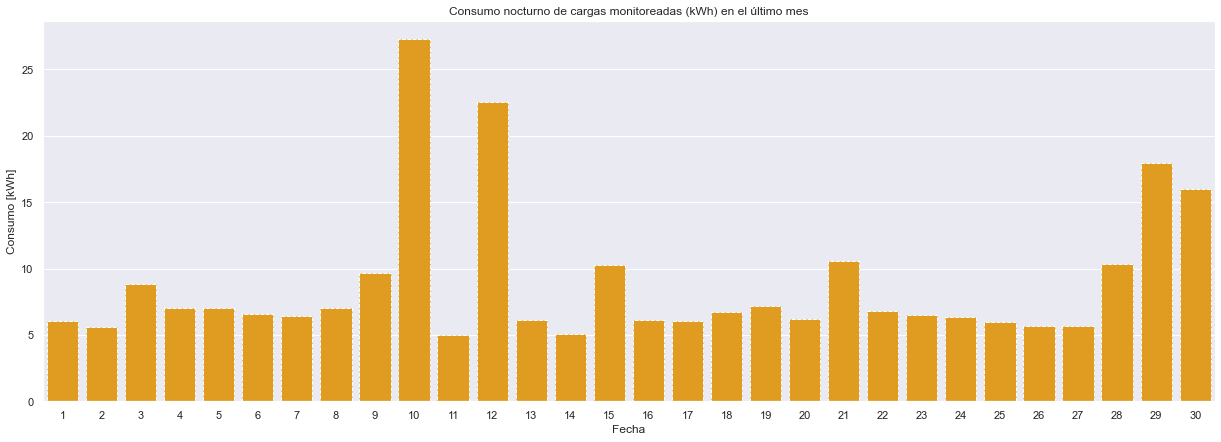 Consumo nocturno de cargas monitoreadas (kWh) en el último mes
Consumo [kWh]
25
20
15
10
5
0
1 2 3 4 5 6 7 8 9 10 11 12 13 14 15 16 17 18 19 20 21 22 23 24 25 26 27 28 29 30
Fecha